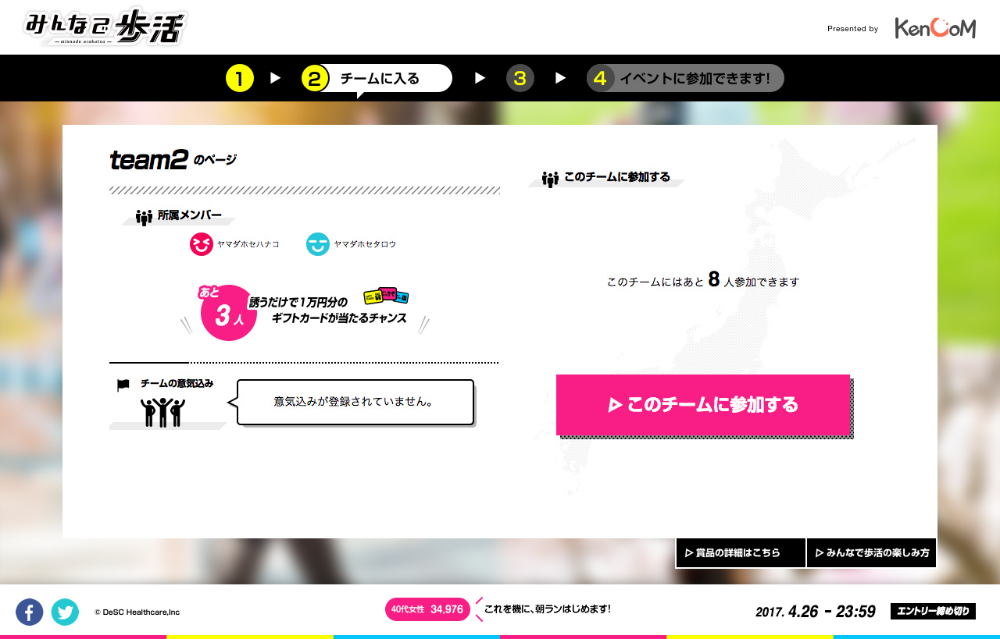 みんなで歩活
minnade arukatsu
Presented by
KenCoM
1
2 チームに入る
3
4 イベントに参加できます!
team2 のページ
所属メンバー
ヤマダホセハナコ
ヤマダホセタロウ
あと
3人
誘うだけで1万円分の
ギフトカードが当たるチャンス
チームの意気込み
意気込みが登録されていません。
このチームに参加する
このチームにはあと 8 人参加できます
▷ このチームに参加する
▷ 賞品の詳細はこちら
▷ みんなで歩活の楽しみ方
© DeSC Healthcare,Inc
40代女性 34,976
これを機に、朝ランはじめます!
2017. 4.26 - 23:59
エントリー締め切り